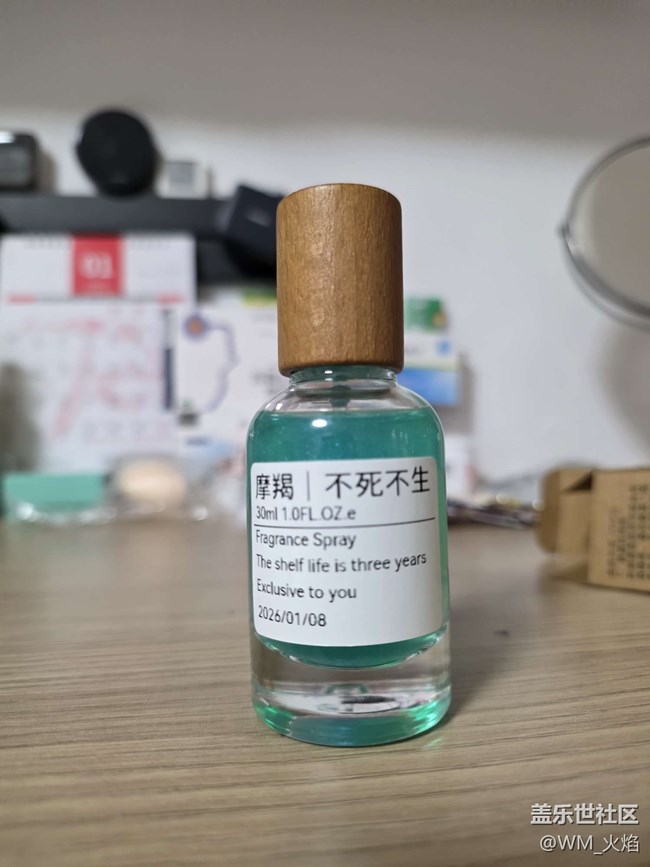 01
摩羯｜不死不生
30ml 1.0FL.OZ.e
Fragrance Spray
The shelf life is three years
Exclusive to you
2026/01/08
盖乐世社区
@WM_火焰